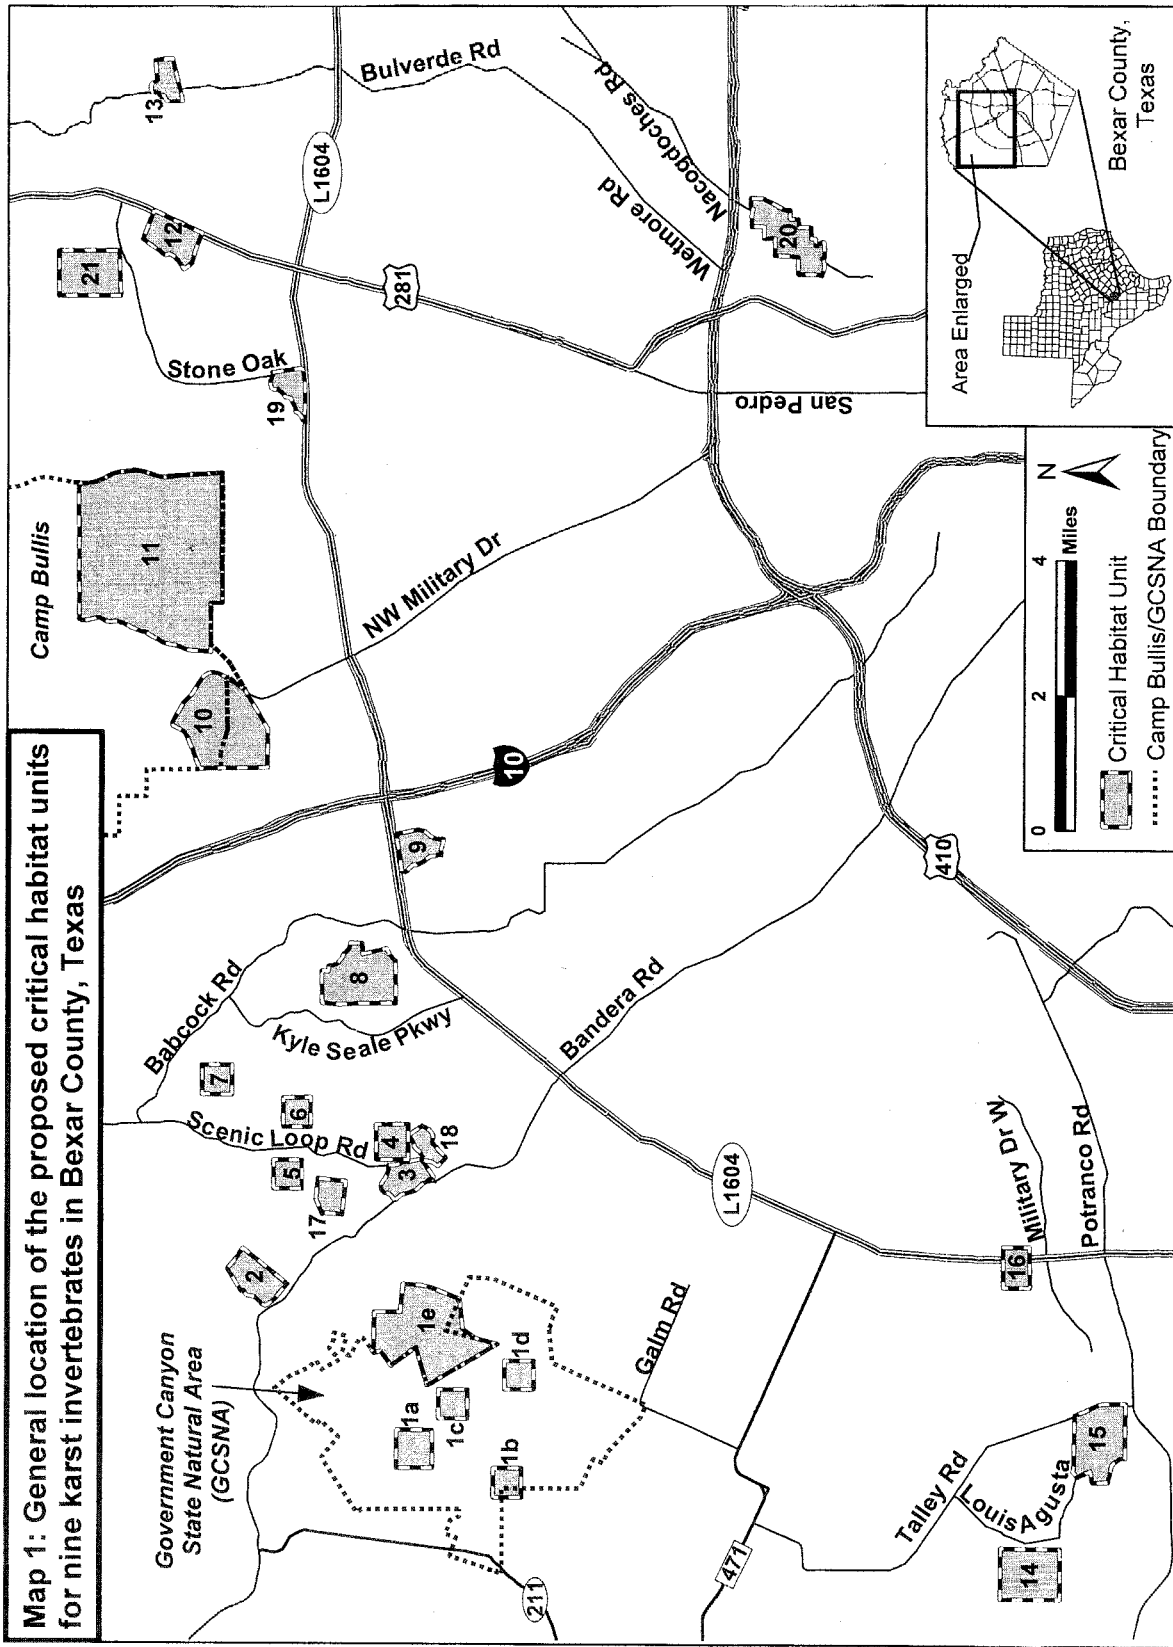 Map 1: General location of the proposed critical habitat units
for nine karst invertebrates in Bexar County, Texas
Camp Bullis
Government Canyon
State Natural Area
(GCSNA)
Babcock Rd
Kyle Seale Pkwy
Scenic Loop Rd
Bandera Rd
Stone Oak
Bulverde Rd
NW Military Dr
Wetmore Rd
Nacogdoches Rd
San Pedro
Galm Rd
Military Dr W
Potranco Rd
Talley Rd
Louis Agusta
L1604
L1604
281
10
410
471
211
1a
1b
1c
1d
1e
2
3
4
5
6
7
8
9
10
11
12
13
14
15
16
17
18
19
20
21
0 2 4
Miles
N
Critical Habitat Unit
Camp Bullis/GCSNA Boundary
Area Enlarged
Bexar County,
Texas